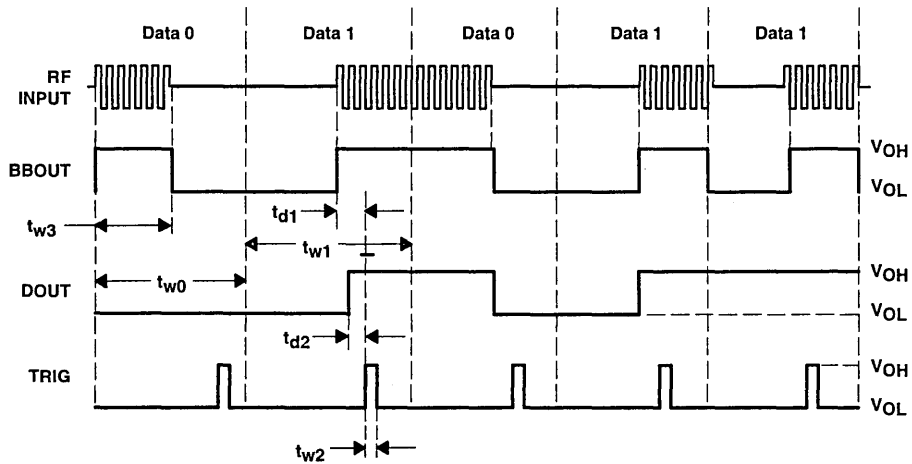 Data 0 Data 1 Data 0 Data 1 Data 1
RF
INPUT
BBOUT
VOH
VOL
td1
tw3
tw1
tw0
DOUT
VOH
VOL
td2
TRIG
VOH
VOL
tw2